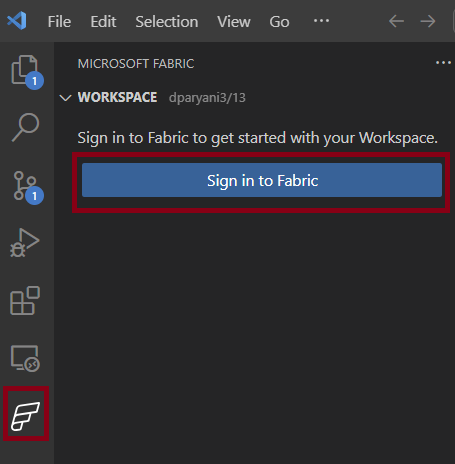 File Edit Selection View Go ...
MICROSOFT FABRIC ...
1
WORKSPACE dparyani3/13
Sign in to Fabric to get started with your Workspace.
Sign in to Fabric
1